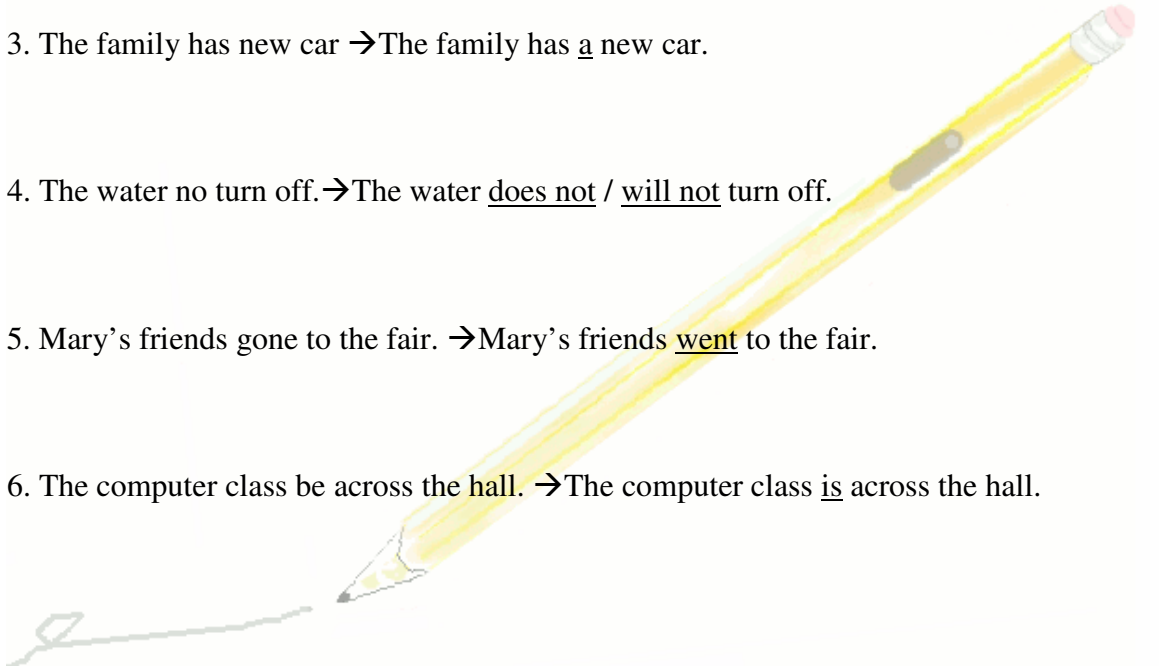 3. The family has new car →The family has a new car.
4. The water no turn off.→The water does not / will not turn off.
5. Mary’s friends gone to the fair. →Mary’s friends went to the fair.
6. The computer class be across the hall. →The computer class is across the hall.